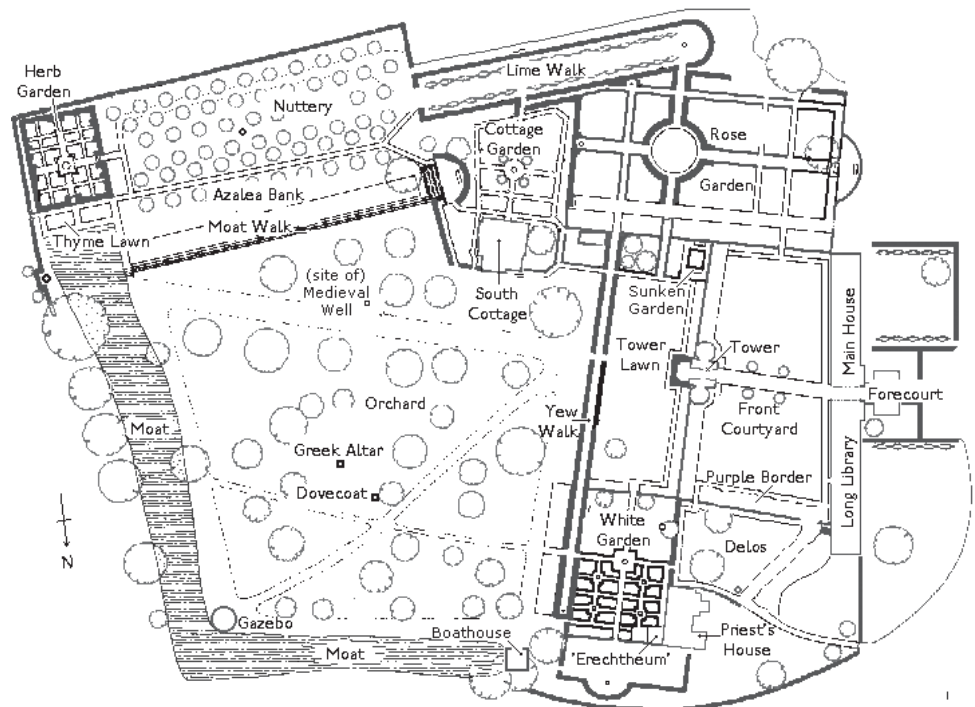 Lime Walk
Herb
Garden
Nuttery
Cottage
Garden
Rose
Garden
Azalea Bank
Moat Walk
Thyme Lawn
(site of)
Medieval
Well
South
Cottage
Sunken
Garden
Tower
Lawn
Tower
Main House
Forecourt
Orchard
Yew
Walk
Front
Courtyard
Moat
Greek Altar
Dovecoat
Purple Border
Long Library
White
Garden
Delos
N
Gazebo
Boathouse
Moat
'Erechtheum'
Priest's
House